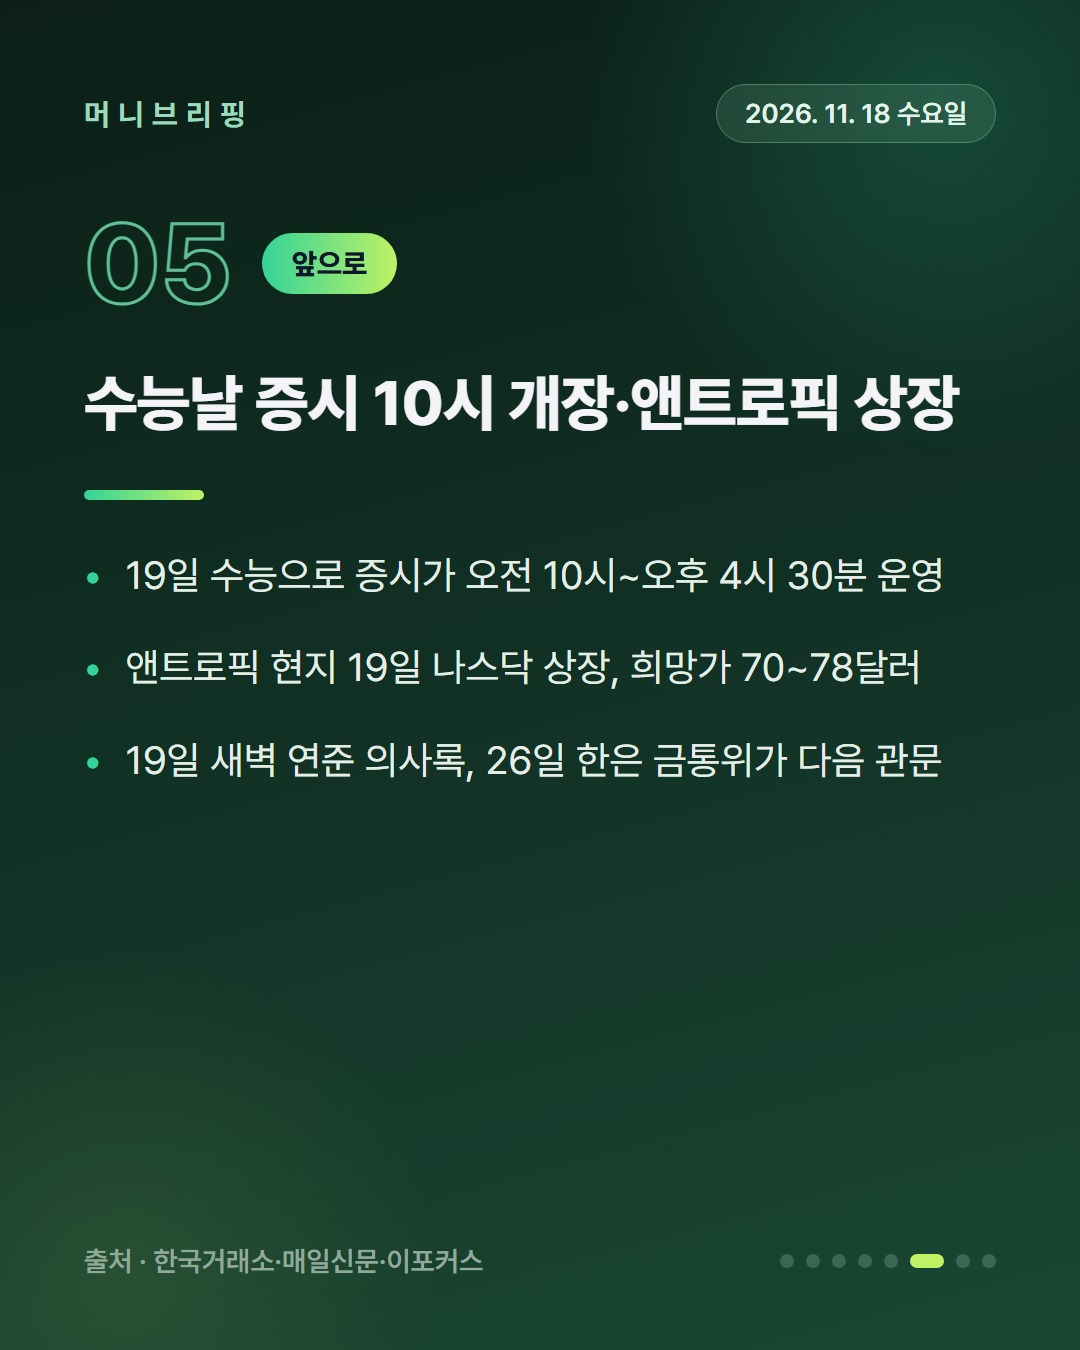 머니브리핑
2026. 11. 18 수요일
05
앞으로
수능날 증시 10시 개장·앤트로픽 상장
• 19일 수능으로 증시가 오전 10시~오후 4시 30분 운영
• 앤트로픽 현지 19일 나스닥 상장, 희망가 70~78달러
• 19일 새벽 연준 의사록, 26일 한은 금통위가 다음 관문
출처 · 한국거래소·매일신문·이포커스